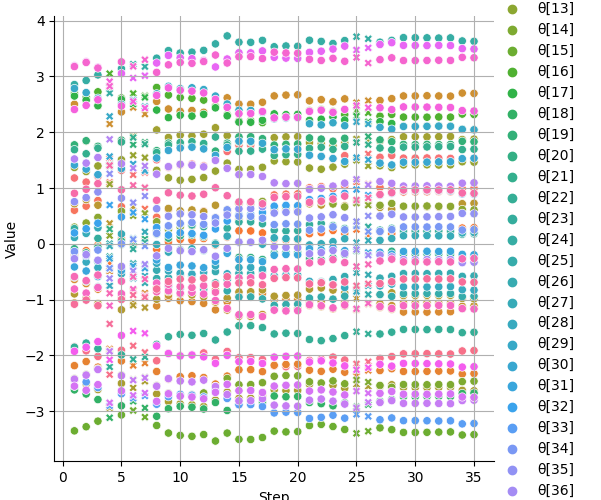 4
3
2
1
0
−1
−2
−3
Value
0
5
10
15
20
25
30
35
Step
θ[13]
θ[14]
θ[15]
θ[16]
θ[17]
θ[18]
θ[19]
θ[20]
θ[21]
θ[22]
θ[23]
θ[24]
θ[25]
θ[26]
θ[27]
θ[28]
θ[29]
θ[30]
θ[31]
θ[32]
θ[33]
θ[34]
θ[35]
θ[36]